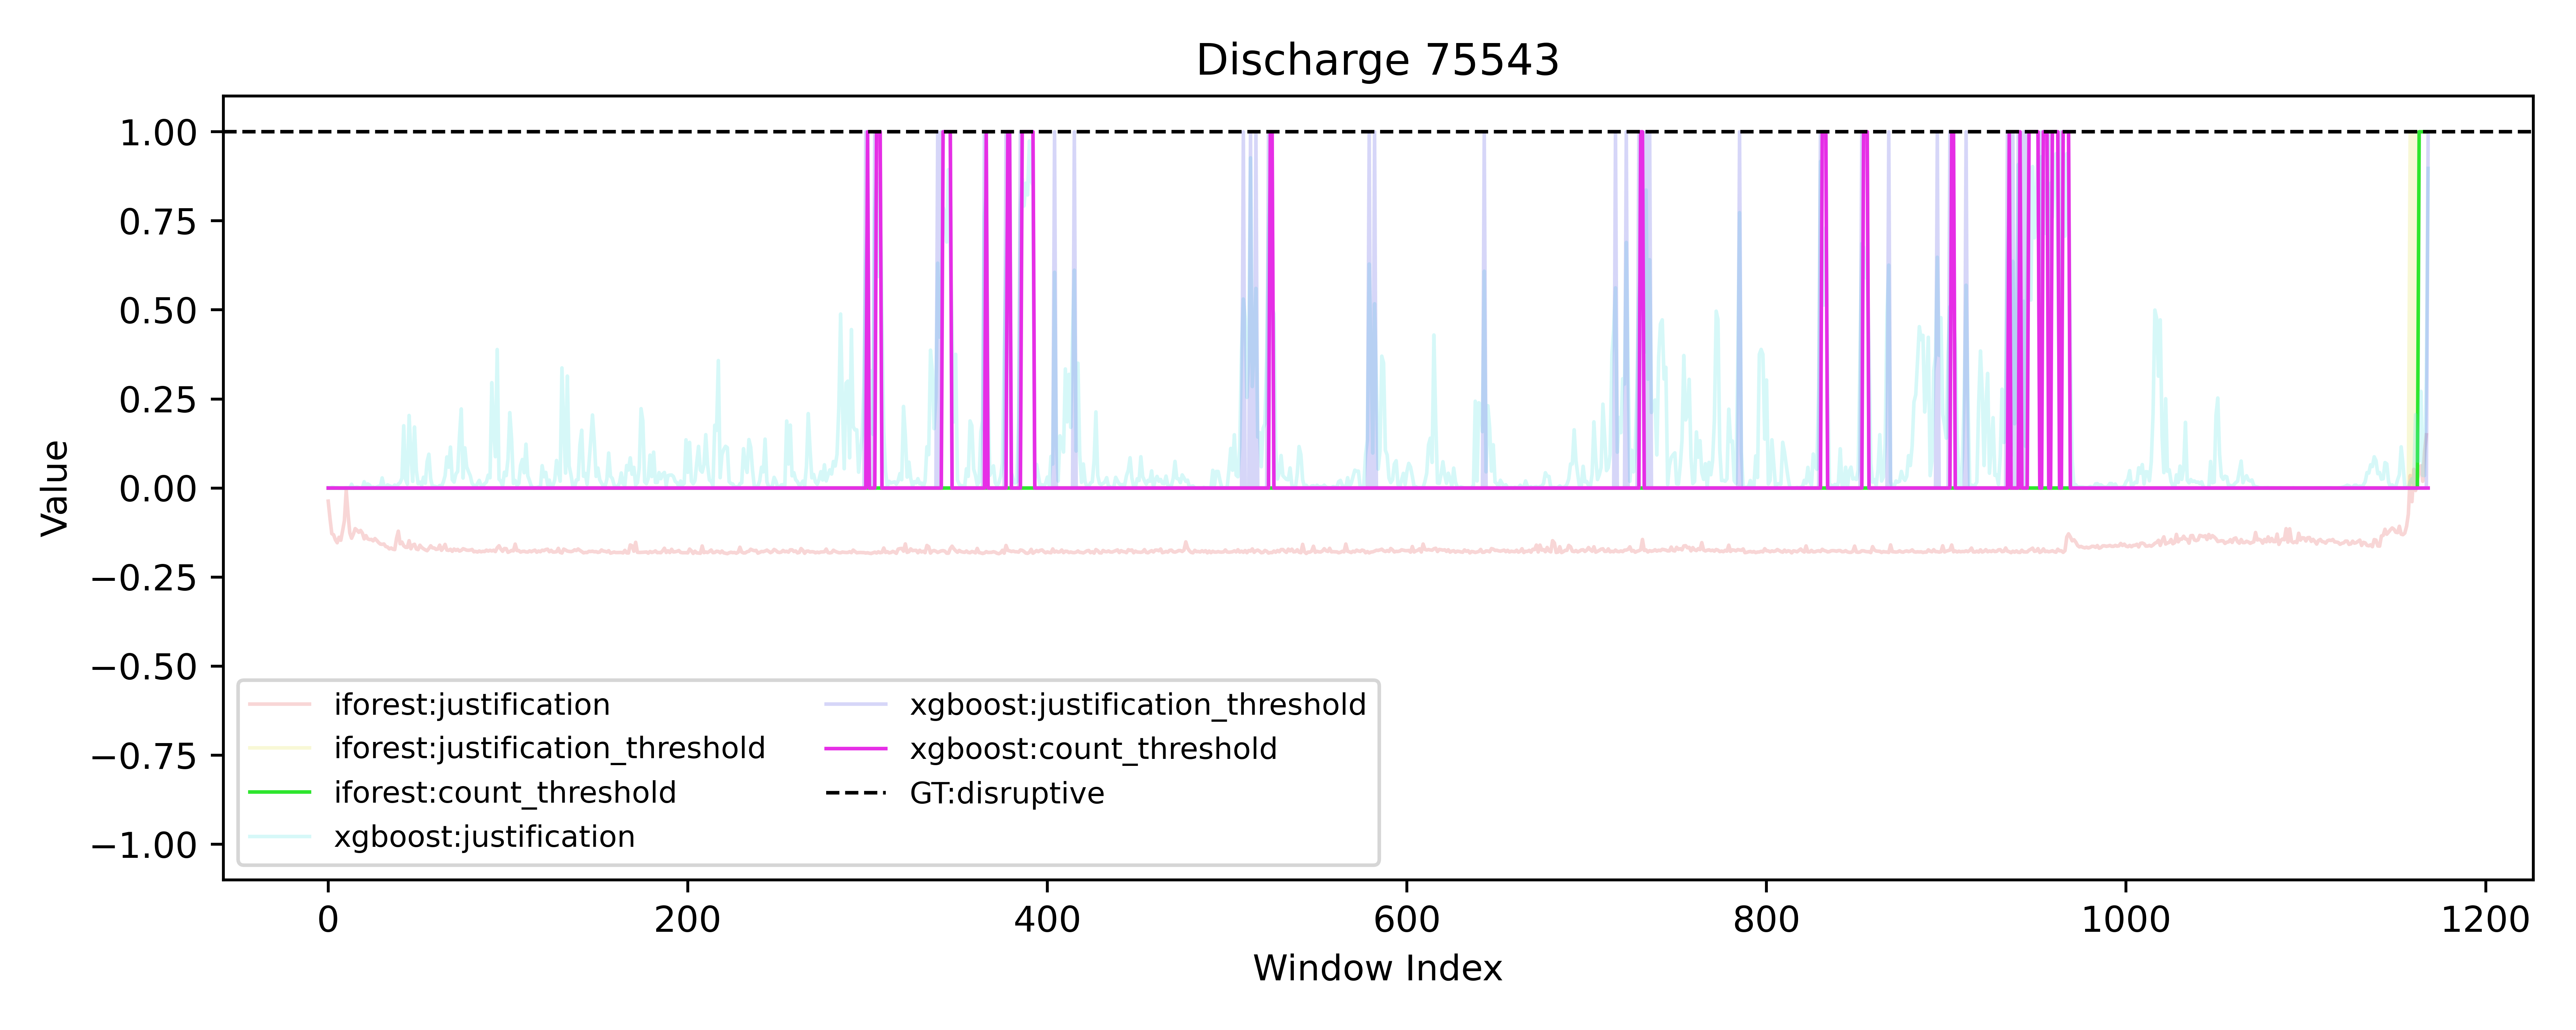 Discharge 75543
1.00
0.75
0.50
0.25
0.00
−0.25
−0.50
−0.75
−1.00
Value
iforest:justification
iforest:justification_threshold
iforest:count_threshold
xgboost:justification
xgboost:justification_threshold
xgboost:count_threshold
GT:disruptive
0 200 400 600 800 1000 1200
Window Index